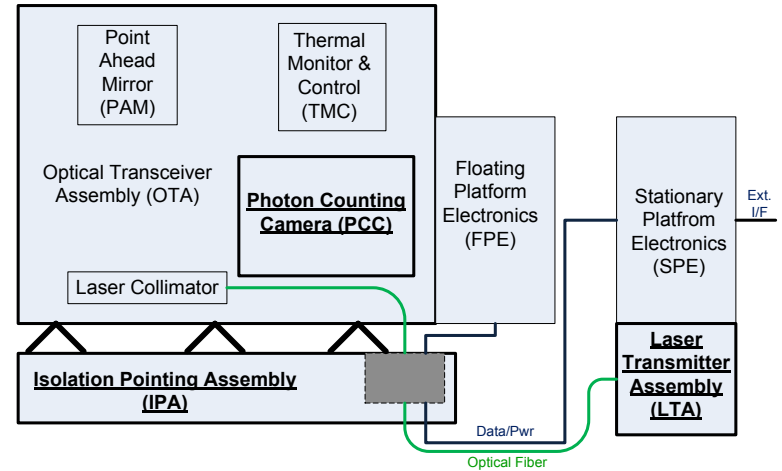 Point
Ahead
Mirror
(PAM)
Thermal
Monitor &
Control
(TMC)
Optical Transceiver
Assembly (OTA)
Photon Counting
Camera (PCC)
Laser Collimator
Floating
Platform
Electronics
(FPE)
Stationary
Platfrom
Electronics
(SPE)
Ext.
I/F
Isolation Pointing Assembly
(IPA)
Laser
Transmitter
Assembly
(LTA)
Data/Pwr
Optical Fiber